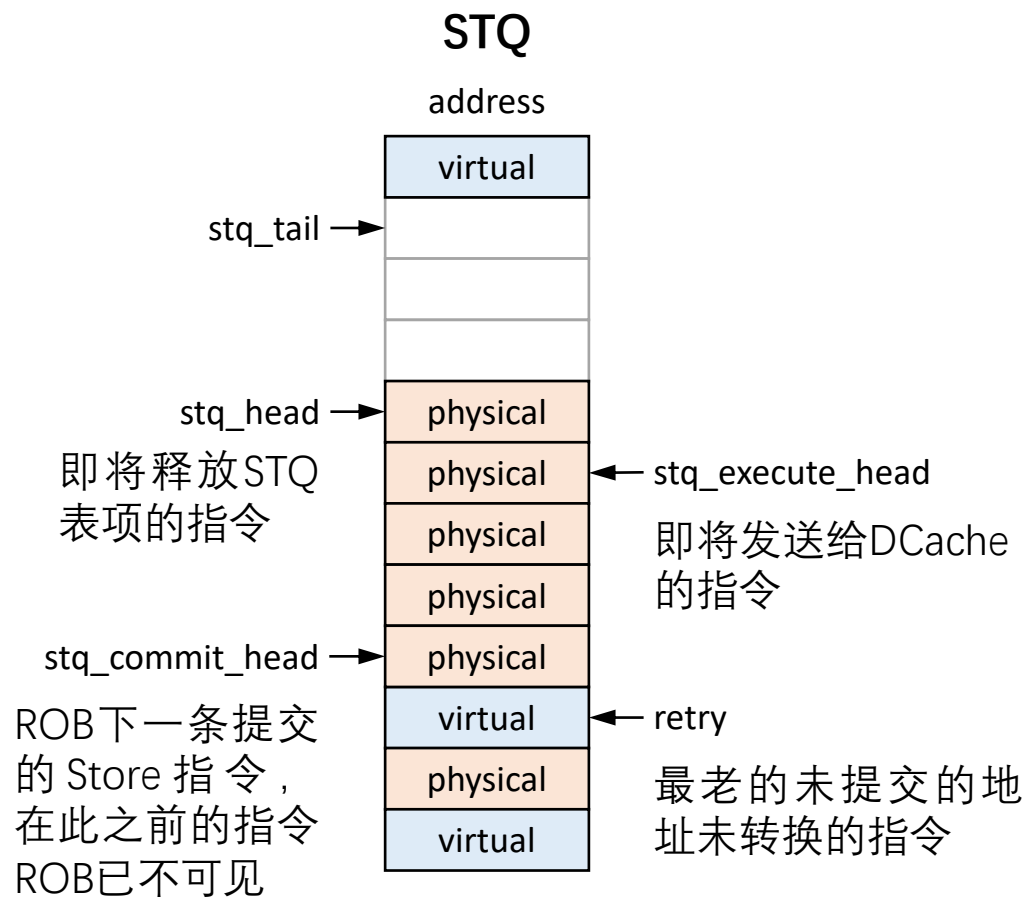 STQ
address
virtual
stq_tail
stq_head
physical
即将释放STQ
表项的指令
physical
stq_execute_head
即将发送给DCache
的指令
physical
physical
stq_commit_head
physical
ROB下一条提交
的 Store 指令，
在此之前的指令
ROB已不可见
virtual
retry
最老的未提交的地
址未转换的指令
physical
virtual